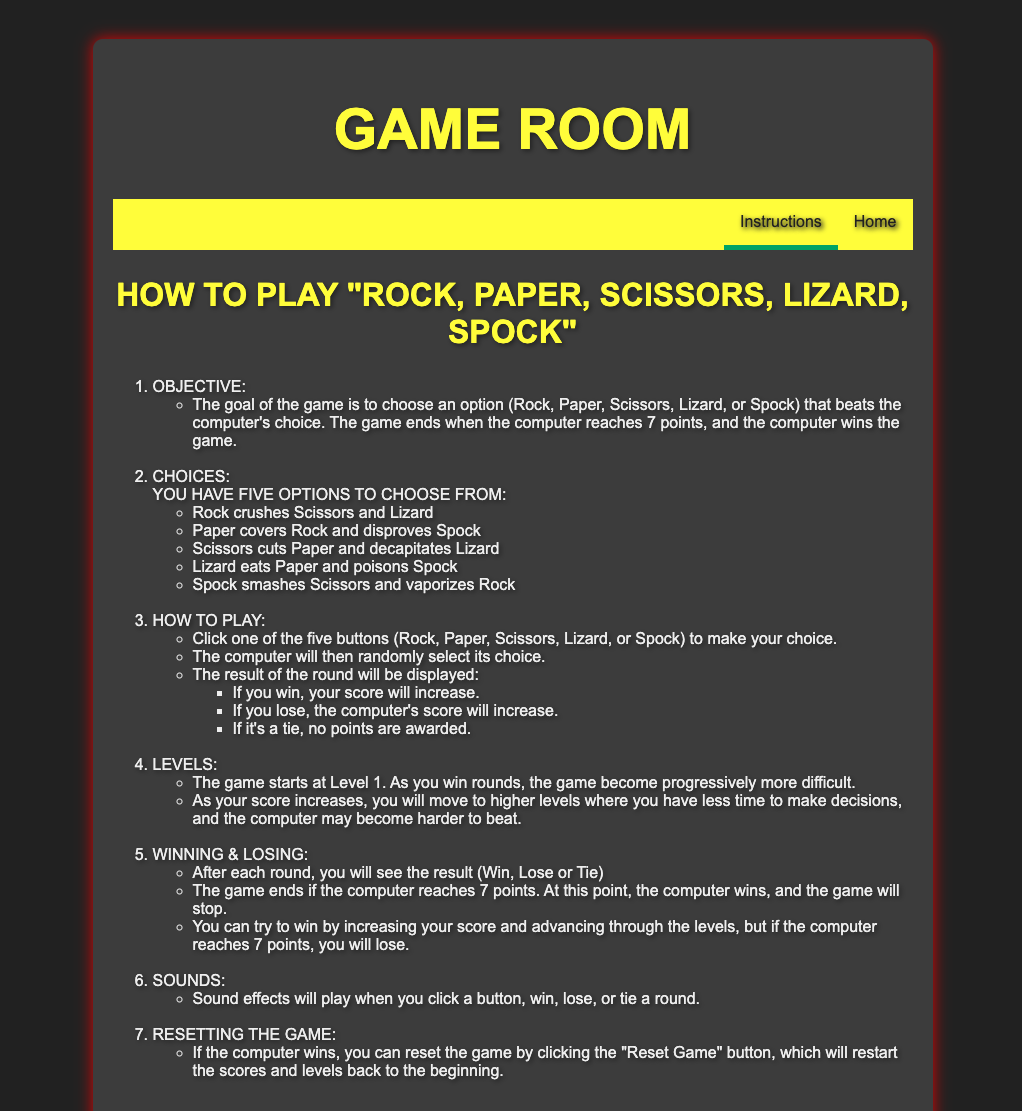 GAME ROOM
Instructions Home
HOW TO PLAY "ROCK, PAPER, SCISSORS, LIZARD,
SPOCK"
1. OBJECTIVE:
The goal of the game is to choose an option (Rock, Paper, Scissors, Lizard, or Spock) that beats the
computer's choice. The game ends when the computer reaches 7 points, and the computer wins the
game.
2. CHOICES:
YOU HAVE FIVE OPTIONS TO CHOOSE FROM:
Rock crushes Scissors and Lizard
Paper covers Rock and disproves Spock
Scissors cuts Paper and decapitates Lizard
Lizard eats Paper and poisons Spock
Spock smashes Scissors and vaporizes Rock
3. HOW TO PLAY:
Click one of the five buttons (Rock, Paper, Scissors, Lizard, or Spock) to make your choice.
The computer will then randomly select its choice.
The result of the round will be displayed:
If you win, your score will increase.
If you lose, the computer's score will increase.
If it's a tie, no points are awarded.
4. LEVELS:
The game starts at Level 1. As you win rounds, the game become progressively more difficult.
As your score increases, you will move to higher levels where you have less time to make decisions,
and the computer may become harder to beat.
5. WINNING & LOSING:
After each round, you will see the result (Win, Lose or Tie)
The game ends if the computer reaches 7 points. At this point, the computer wins, and the game will
stop.
You can try to win by increasing your score and advancing through the levels, but if the computer
reaches 7 points, you will lose.
6. SOUNDS:
Sound effects will play when you click a button, win, lose, or tie a round.
7. RESETTING THE GAME:
If the computer wins, you can reset the game by clicking the "Reset Game" button, which will restart
the scores and levels back to the beginning.